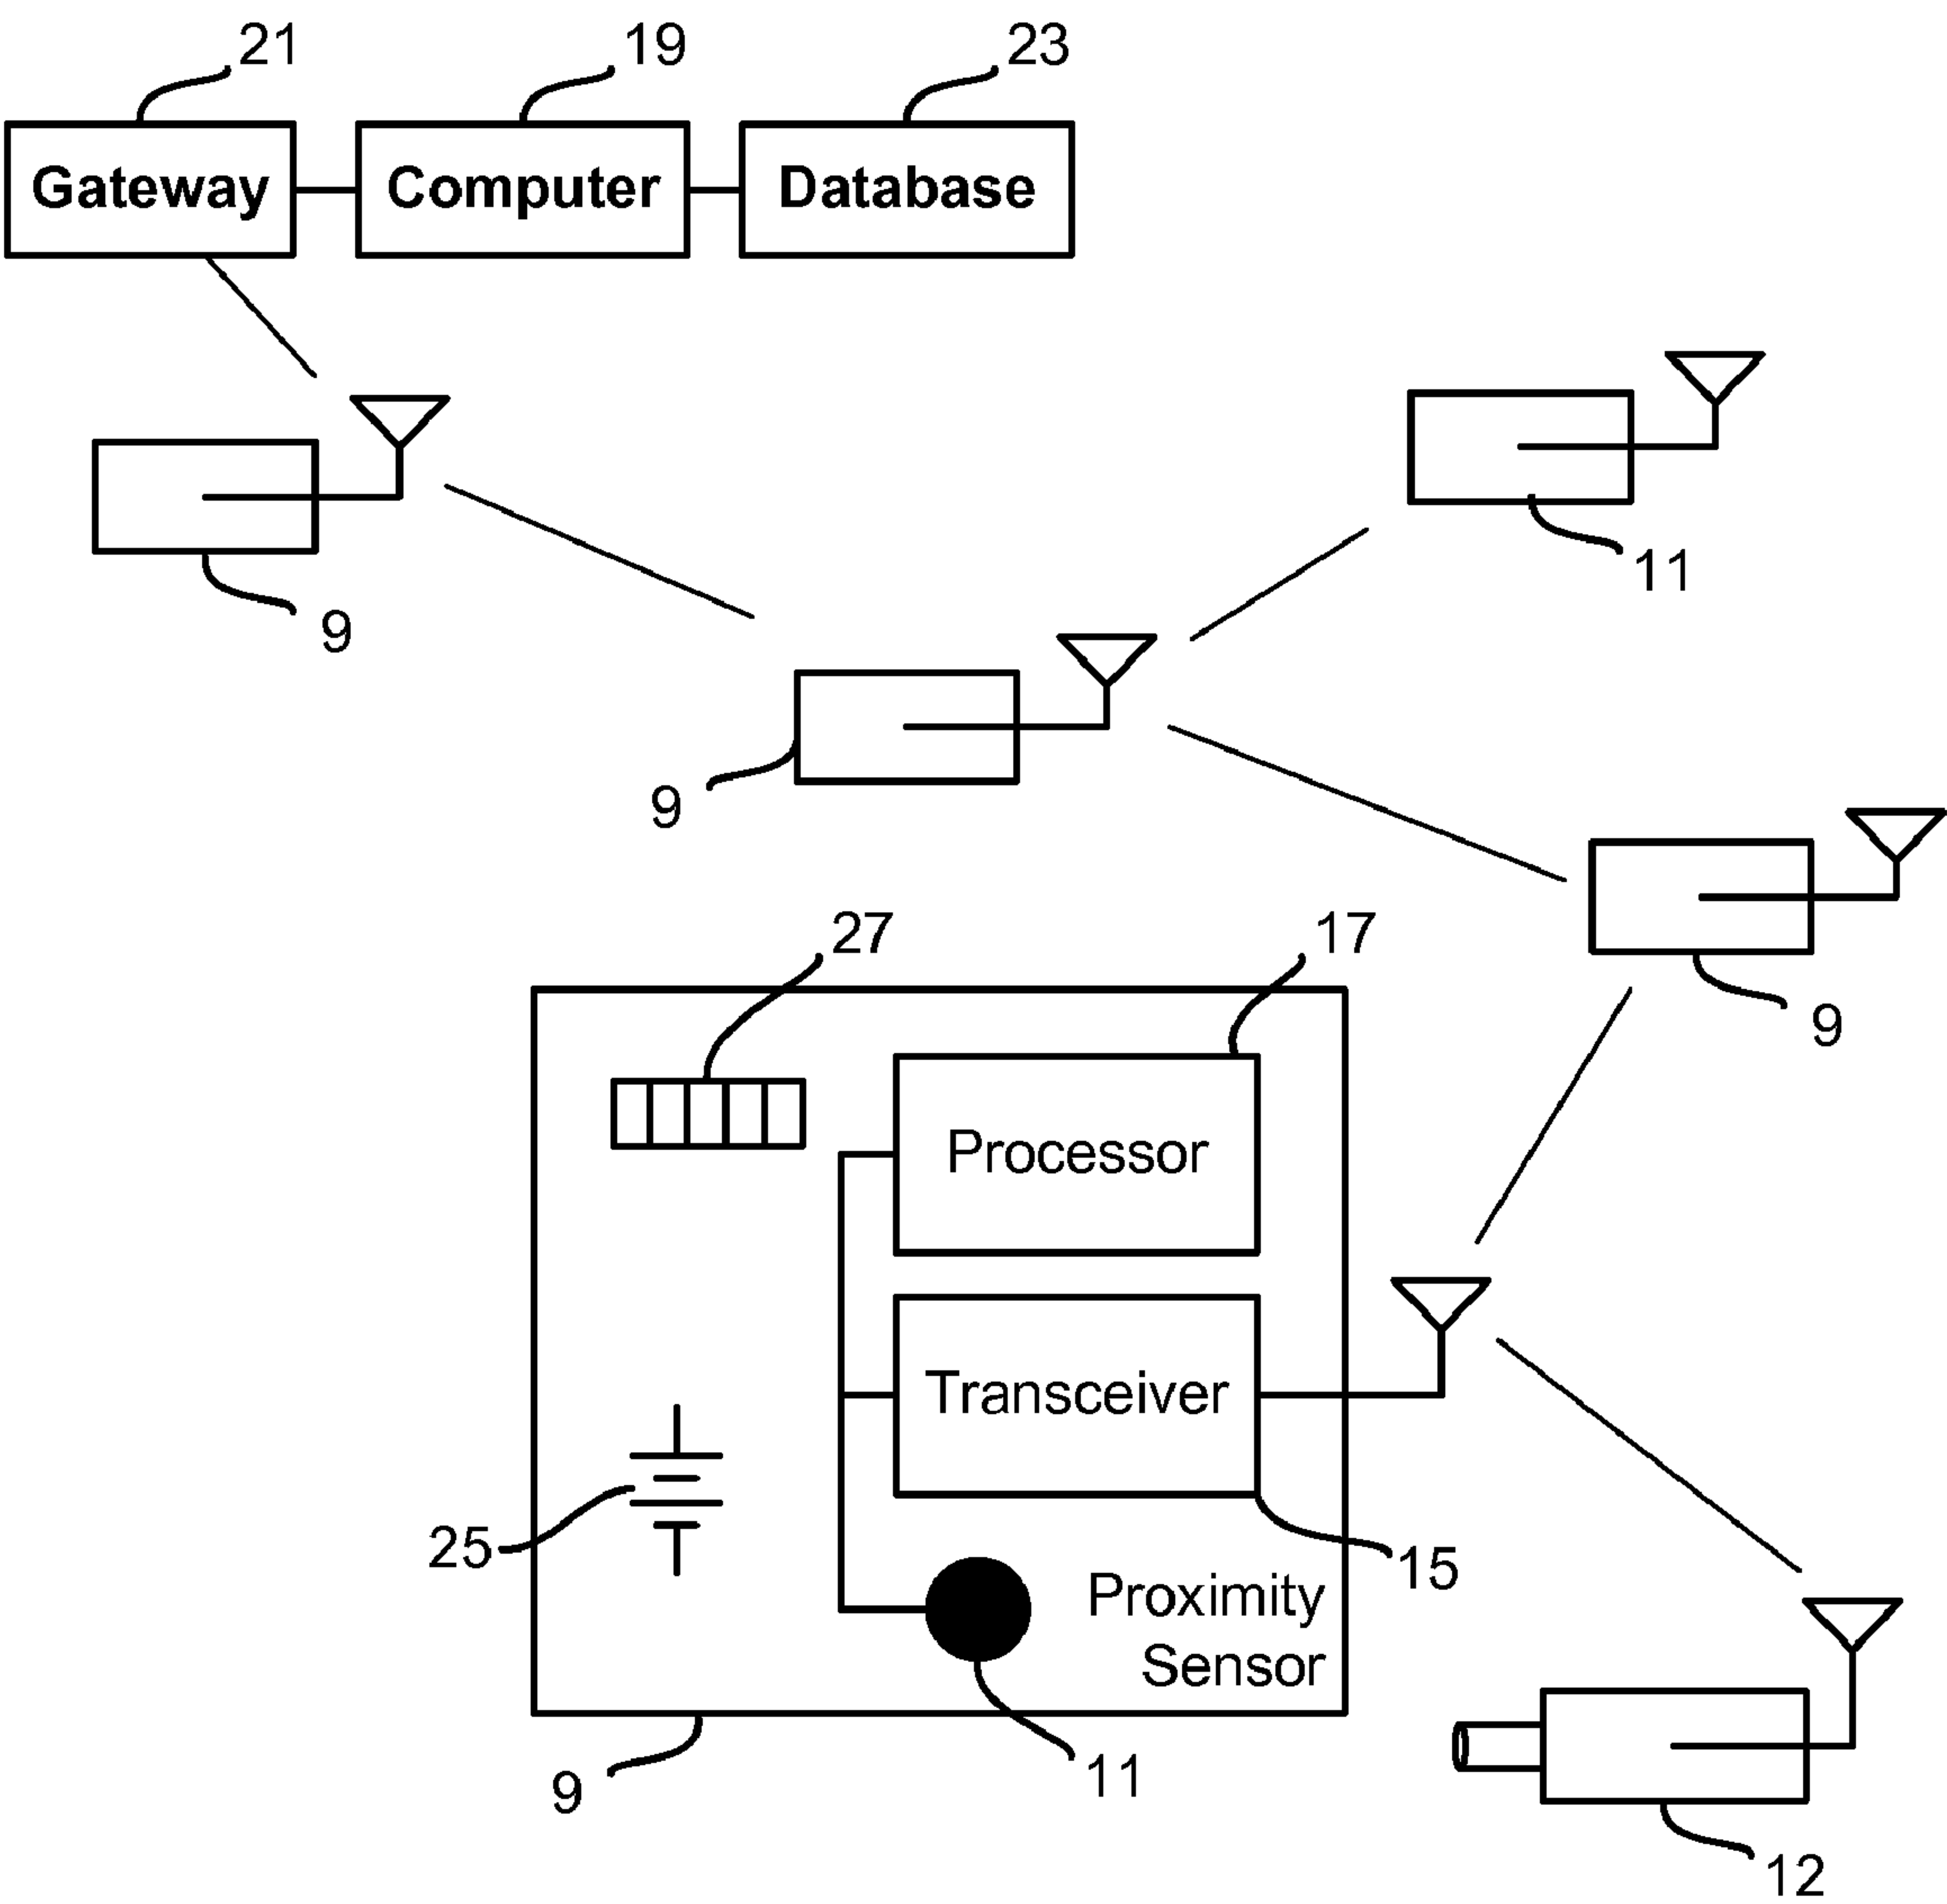 21 19 23
Gateway Computer Database
11
9
9
27 17
9
Processor
Transceiver
25
15
Proximity
Sensor
11
9
12